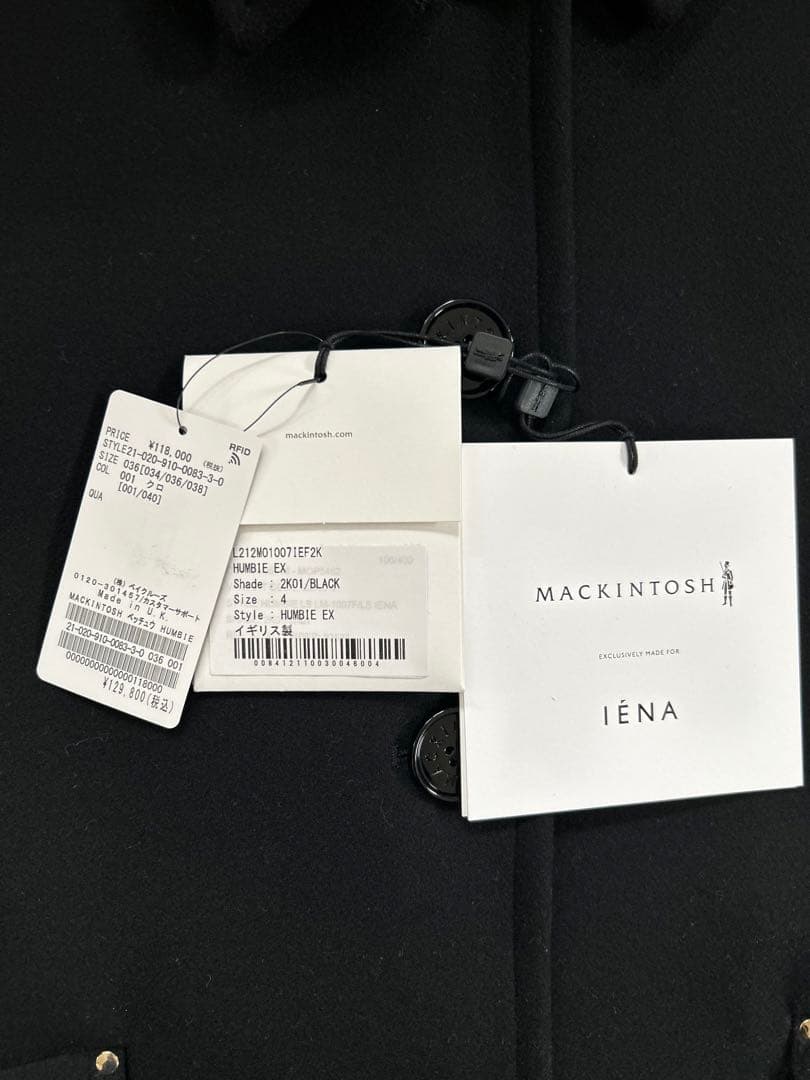 PRICE ¥118,000 (税抜)
RFID
STYLE21-020-910-0083-3-0
SIZE 036[034/036/038]
COL 001 クロ
QUA [001/040]
(株) ベイクルーズ
0120-301457/カスタマーサポート
Made in U.K.
MACKINTOSH ベッチュウ HUMBIE
21-020-910-0083-3-0 036 001
0000000000000118000
¥129,800(税込)
mackintosh.com
L212M01007IEF2K
HUMBIE EX
Shade : 2K01/BLACK
Size : 4
Style : HUMBIE EX
イギリス製
0084121100300480​04
MACKINTOSH
EXCLUSIVELY MADE FOR
IÉNA